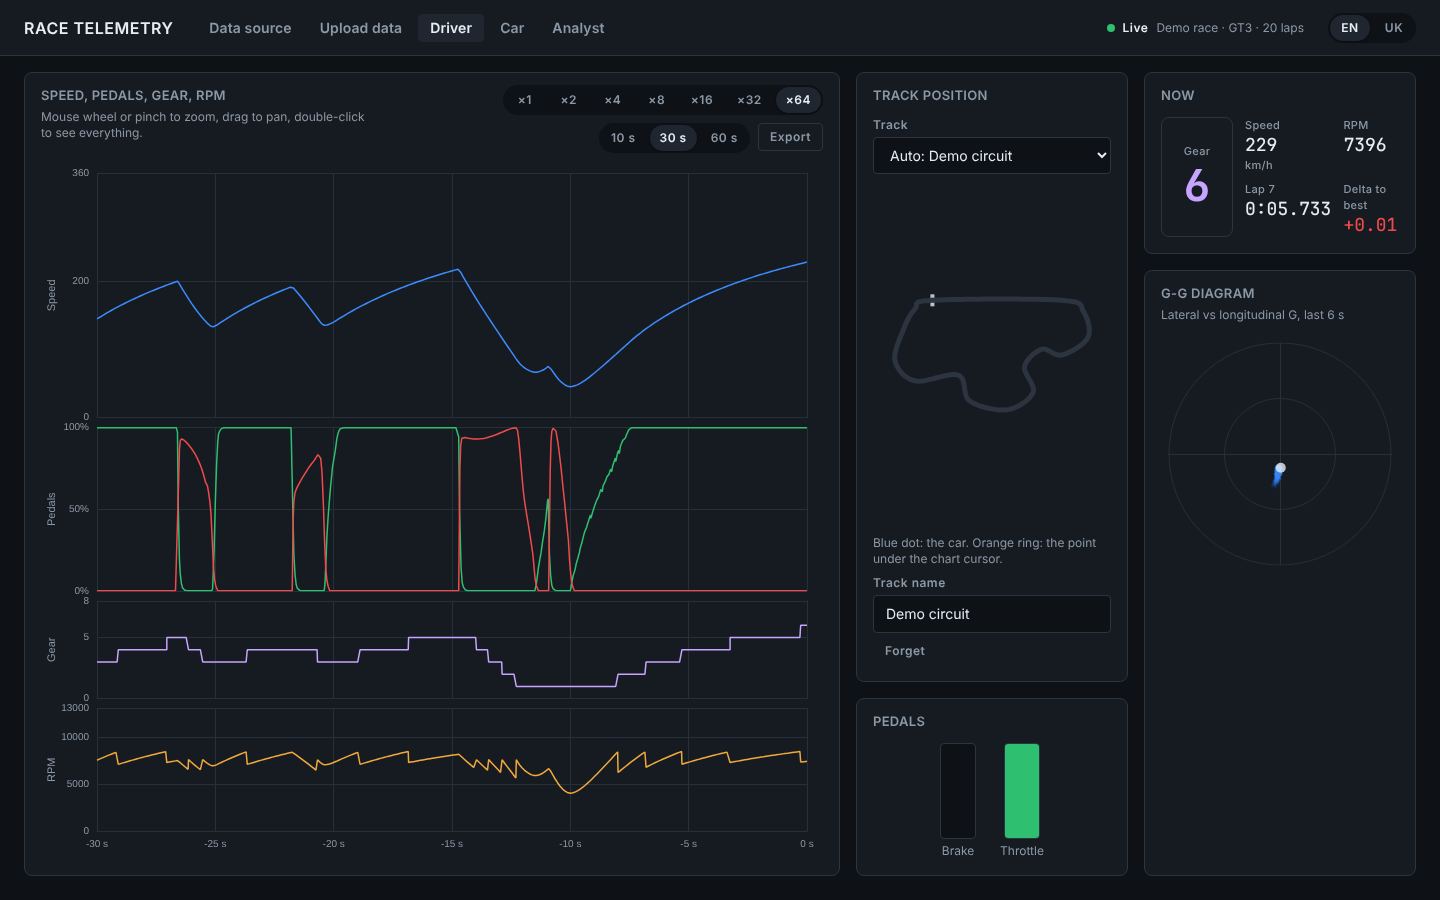 RACE TELEMETRY
Data source
Upload data
Driver
Car
Analyst
Live Demo race · GT3 · 20 laps
EN
UK
SPEED, PEDALS, GEAR, RPM
Mouse wheel or pinch to zoom, drag to pan, double-click
to see everything.
×1
×2
×4
×8
×16
×32
×64
10 s
30 s
60 s
Export
360
200
0
Speed
100%
50%
0%
Pedals
8
5
0
Gear
13000
10000
5000
0
RPM
-30 s
-25 s
-20 s
-15 s
-10 s
-5 s
0 s
TRACK POSITION
Track
Auto: Demo circuit
Blue dot: the car. Orange ring: the point
under the chart cursor.
Track name
Demo circuit
Forget
PEDALS
Brake
Throttle
NOW
Gear
6
Speed
229
km/h
RPM
7396
Lap 7
0:05.733
Delta to
best
+0.01
G-G DIAGRAM
Lateral vs longitudinal G, last 6 s